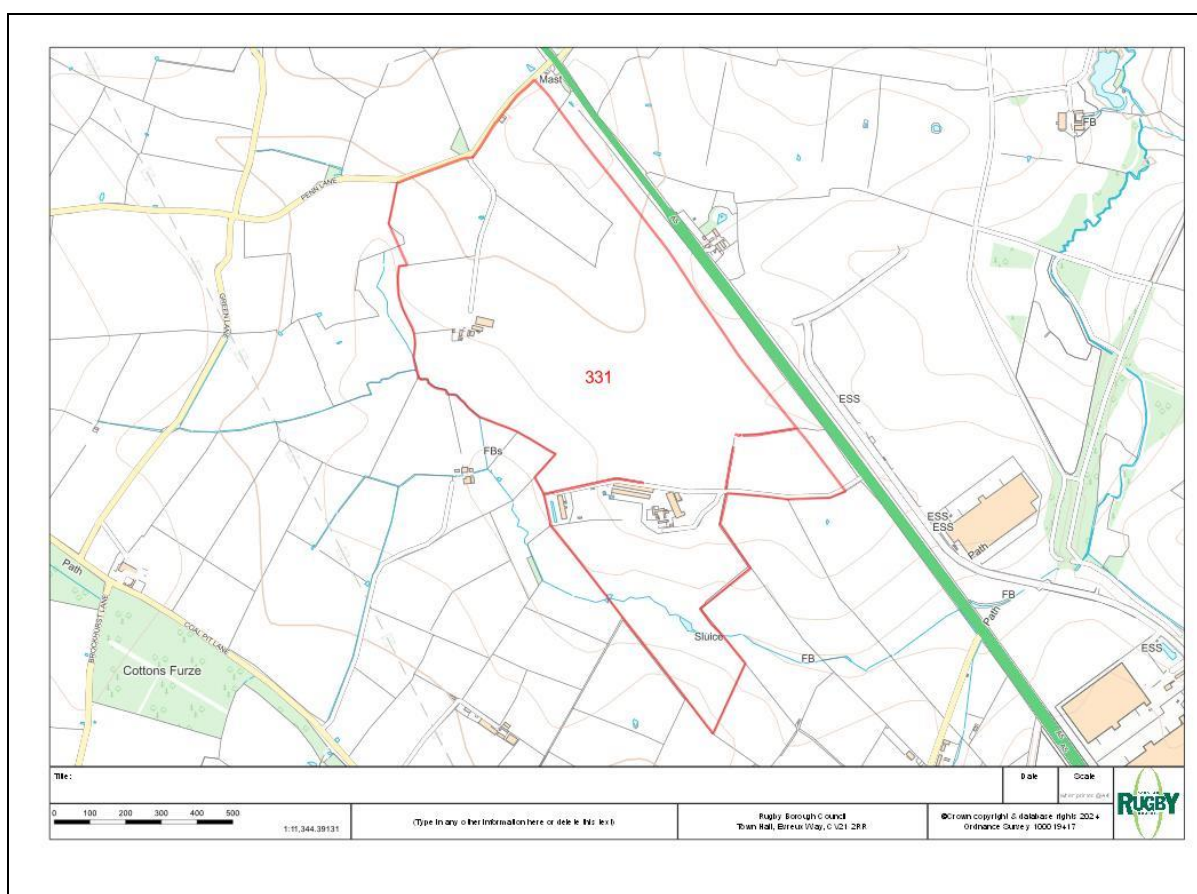 Mast
FB
PENN LANE
A5
GREEN LANE
331
ESS
FBs
ESS
ESS
Path
Path
FB
Path
BROCKHURST LANE
COAL PIT LANE
Sluice
FB
ESS
Cottons Furze
A5 A5
Title:
Date
Scale
0 100 200 300 400 500
1:11,344.39131
(Type in any other information here or delete this text)
Rugby Borough Council
Town Hall, Evreux Way, CV21 2RR
©Crown copyright & database rights 2024
Ordnance Survey 100019417
RUGBY